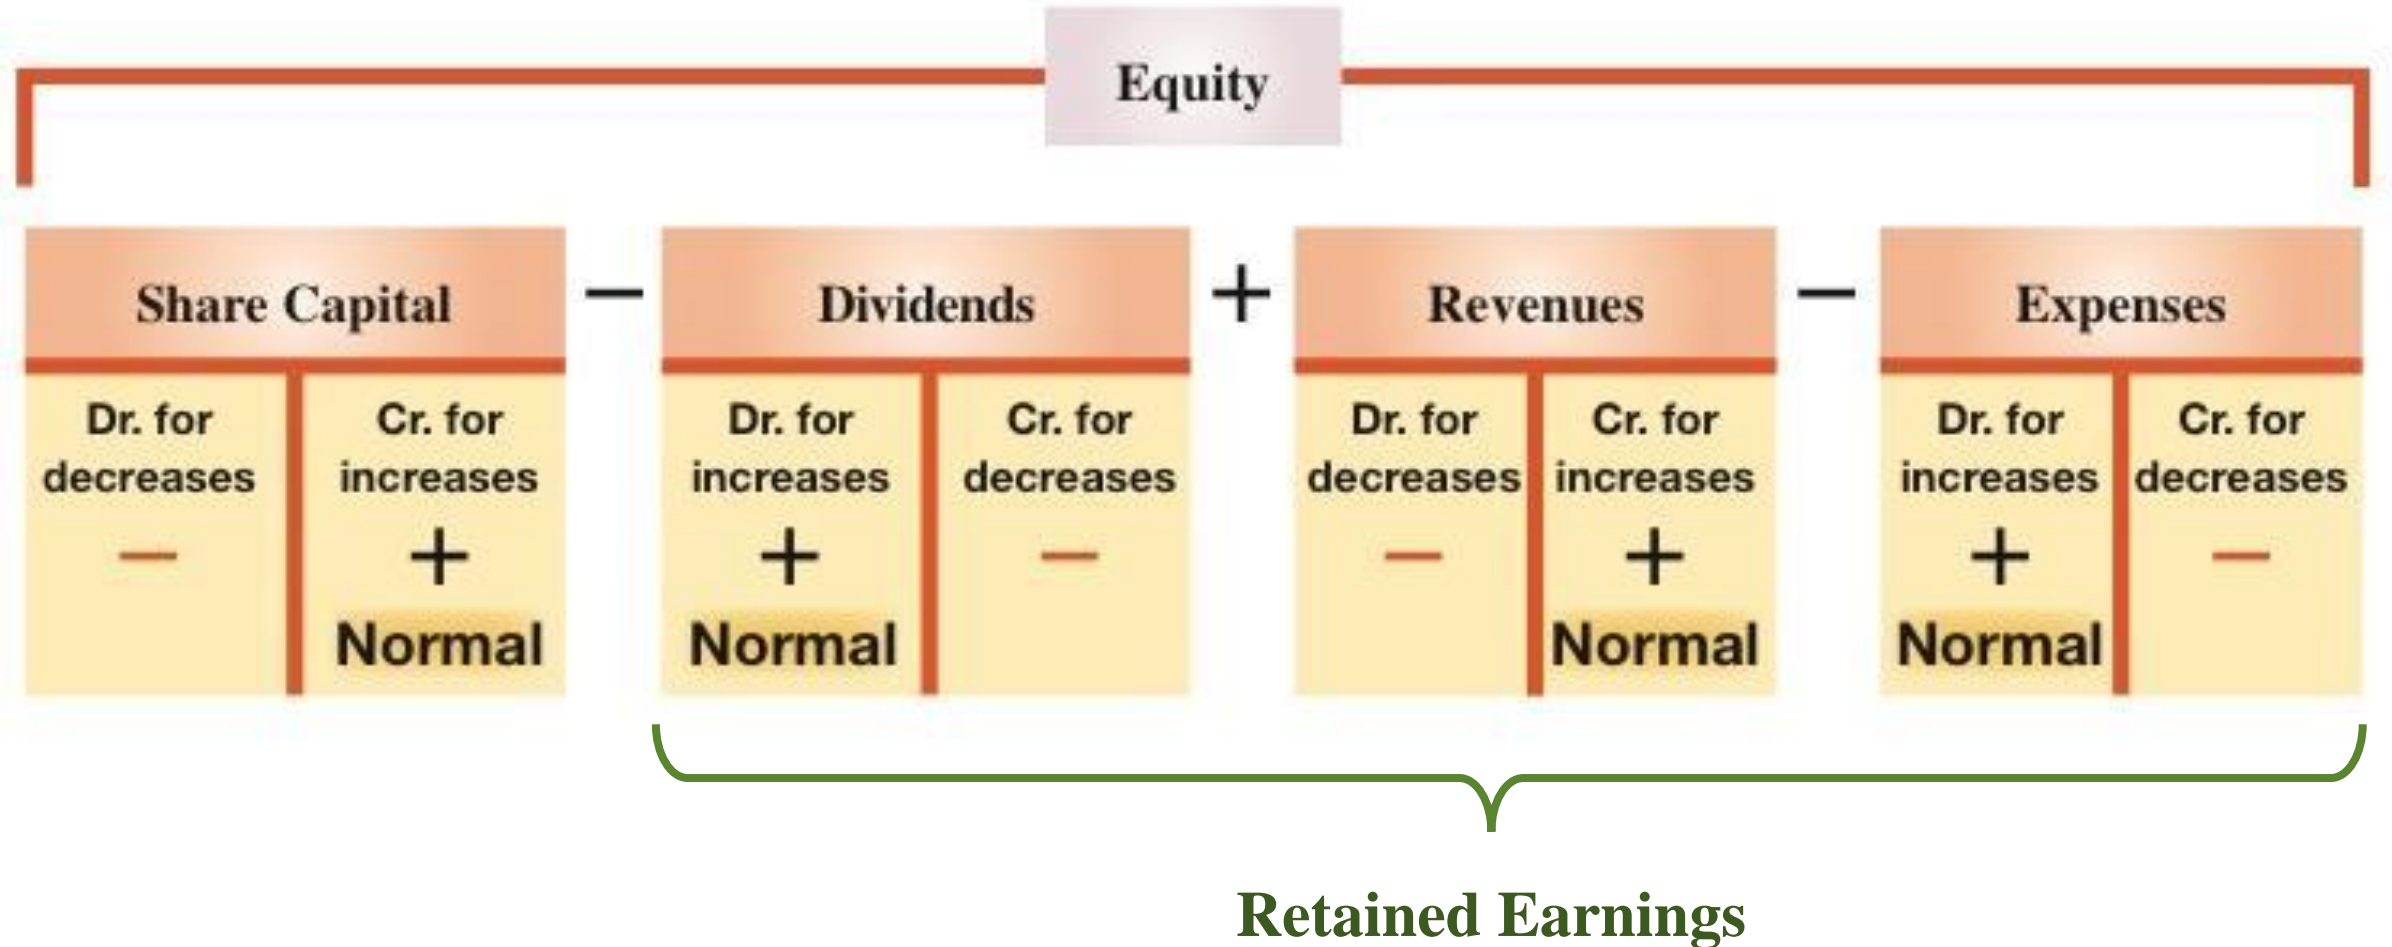 Equity
Share Capital
−
Dividends
+
Revenues
−
Expenses
Dr. for
decreases
−
Cr. for
increases
+
Normal
Dr. for
increases
+
Normal
Cr. for
decreases
−
Dr. for
decreases
−
Cr. for
increases
+
Normal
Dr. for
increases
+
Normal
Cr. for
decreases
−
Retained Earnings